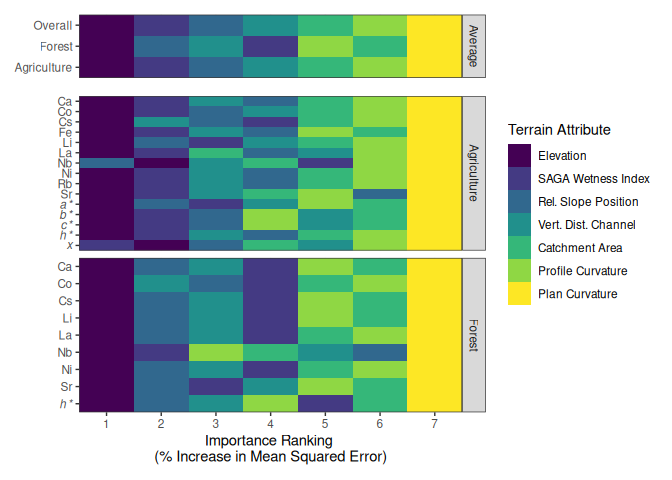 Overall
Forest
Agriculture
Average
Ca
Co
Cs
Fe
Li
La
Nb
Ni
Rb
Sr
a*
b*
c*
h*
x
Agriculture
Ca
Co
Cs
Li
La
Nb
Ni
Sr
h*
Forest
1 2 3 4 5 6 7
Importance Ranking
(% Increase in Mean Squared Error)
Terrain Attribute
Elevation
SAGA Wetness Index
Rel. Slope Position
Vert. Dist. Channel
Catchment Area
Profile Curvature
Plan Curvature